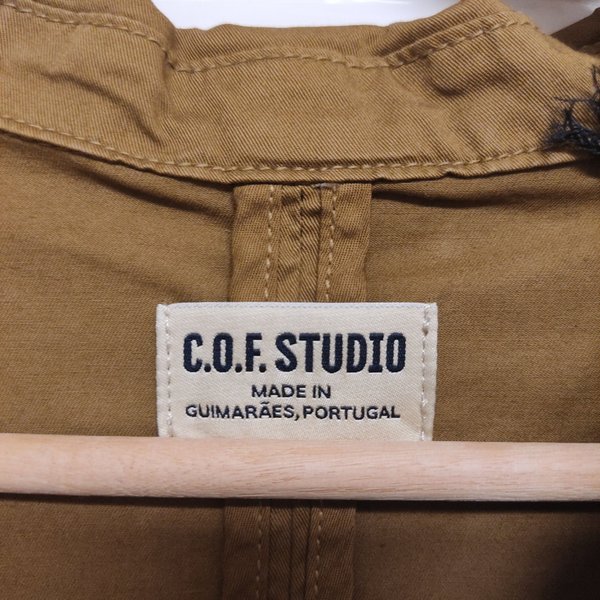 C.O.F. STUDIO
MADE IN
GUIMARÃES, PORTUGAL